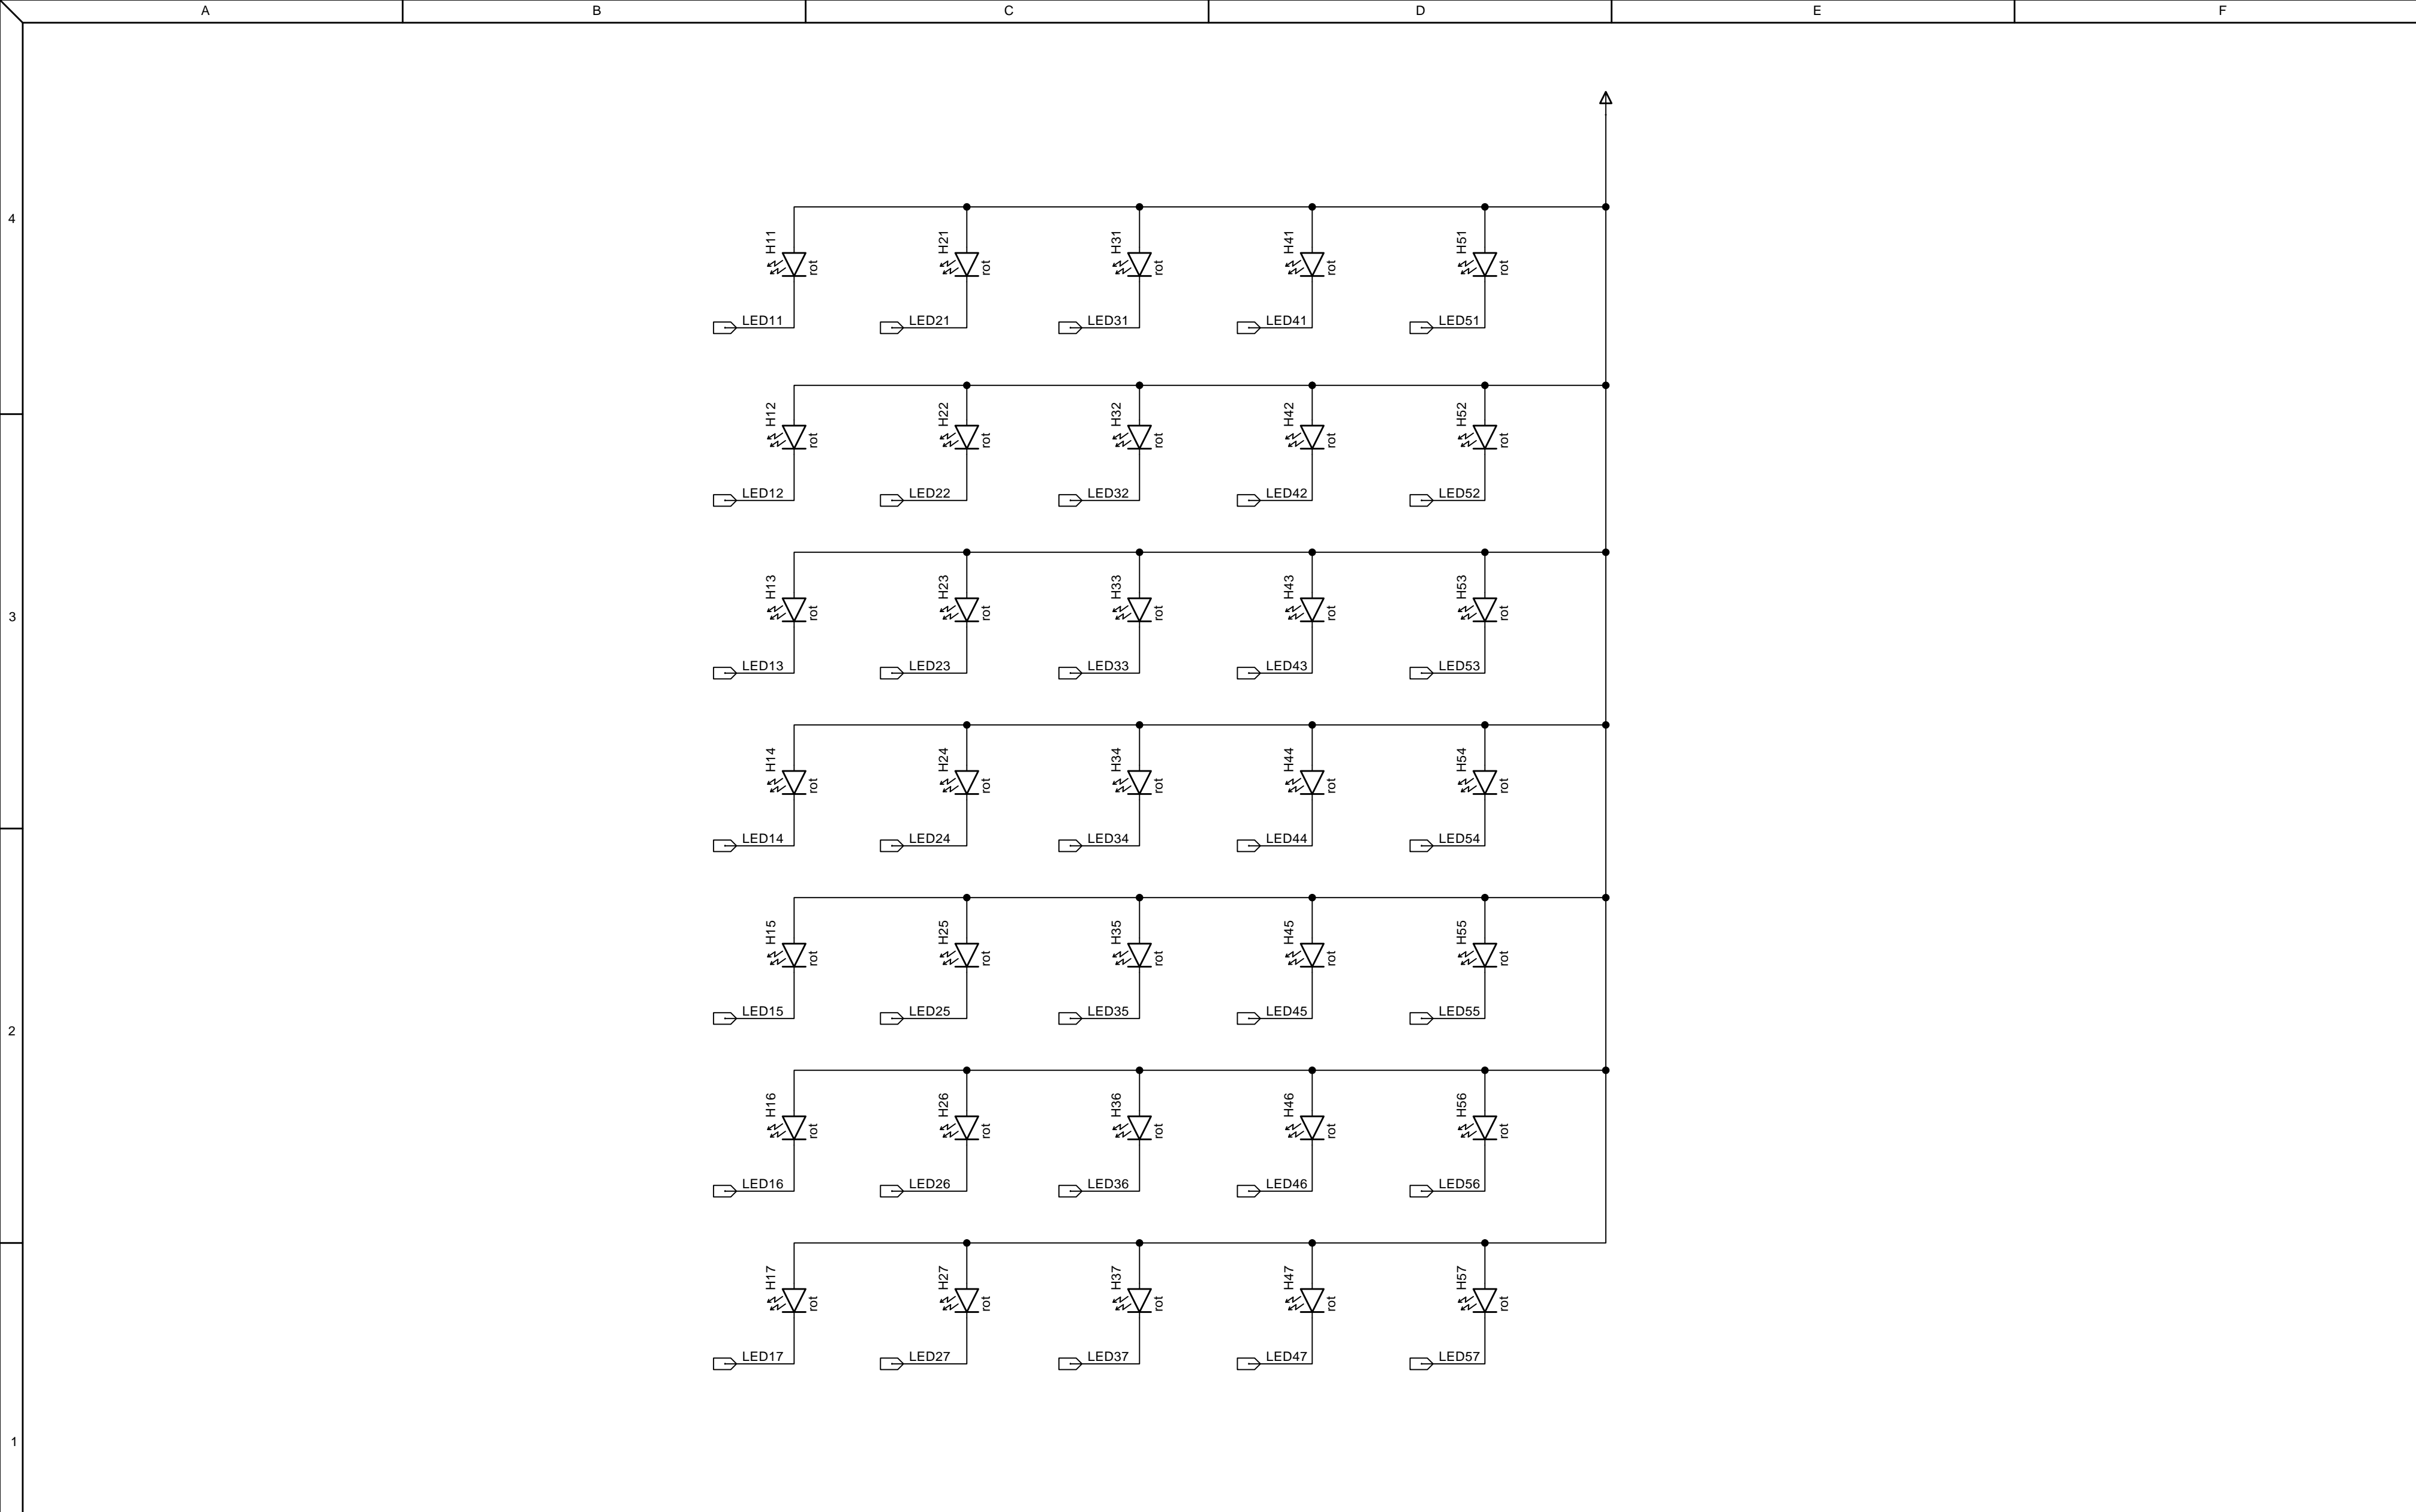 A B C D E F
4
H11 rot H21 rot H31 rot H41 rot H51 rot
LED11 LED21 LED31 LED41 LED51
H12 rot H22 rot H32 rot H42 rot H52 rot
LED12 LED22 LED32 LED42 LED52
3
H13 rot H23 rot H33 rot H43 rot H53 rot
LED13 LED23 LED33 LED43 LED53
H14 rot H24 rot H34 rot H44 rot H54 rot
LED14 LED24 LED34 LED44 LED54
H15 rot H25 rot H35 rot H45 rot H55 rot
LED15 LED25 LED35 LED45 LED55
2
H16 rot H26 rot H36 rot H46 rot H56 rot
LED16 LED26 LED36 LED46 LED56
H17 rot H27 rot H37 rot H47 rot H57 rot
LED17 LED27 LED37 LED47 LED57
1